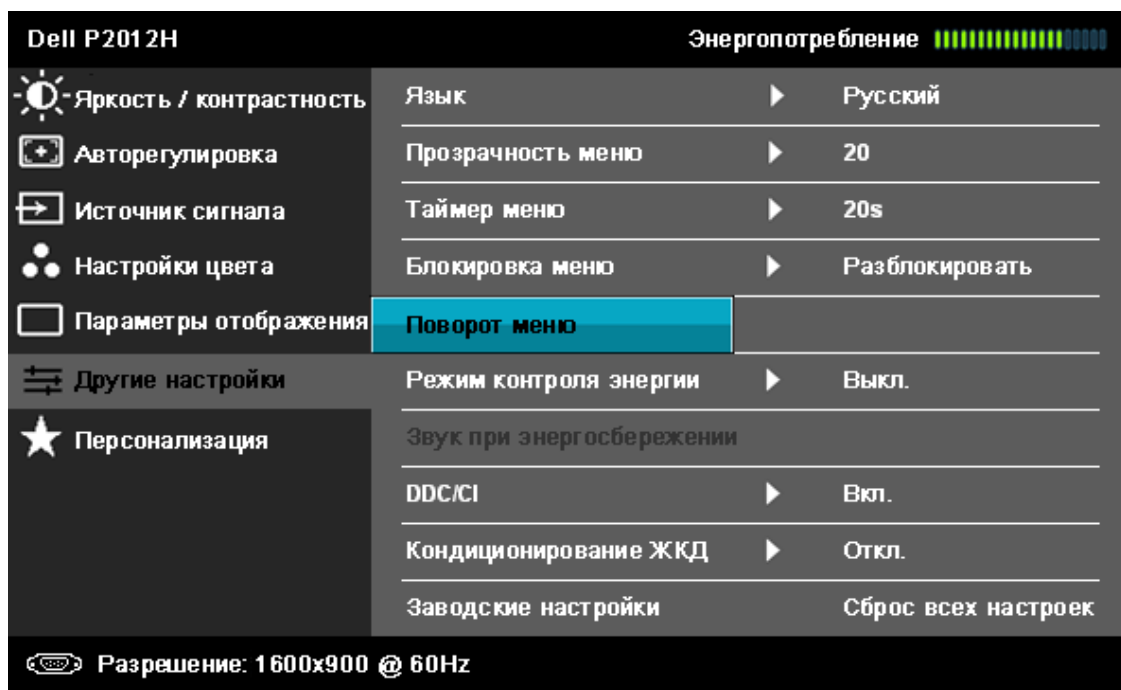 Dell P2012H
Энергопотребление
Яркость / контрастность
Авторегулировка
Источник сигнала
Настройки цвета
Параметры отображения
Другие настройки
Персонализация
Язык Русский
Прозрачность меню 20
Таймер меню 20s
Блокировка меню Разблокировать
Поворот меню
Режим контроля энергии Выкл.
Звук при энергосбережении
DDC/CI Вкл.
Кондиционирование ЖКД Откл.
Заводские настройки Сброс всех настроек
Разрешение: 1600x900 @ 60Hz